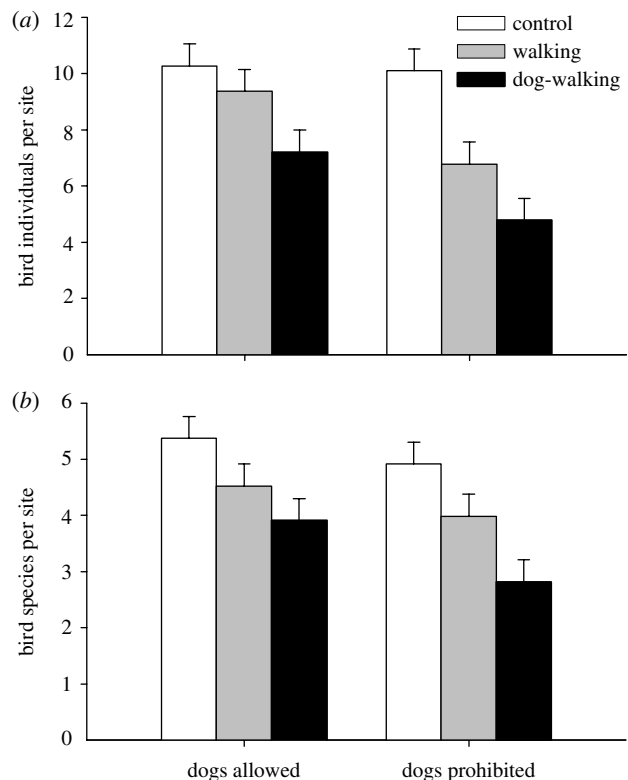 (a)
12
10
8
6
4
2
0
bird individuals per site
control
walking
dog-walking
(b)
6
5
4
3
2
1
0
bird species per site
dogs allowed
dogs prohibited